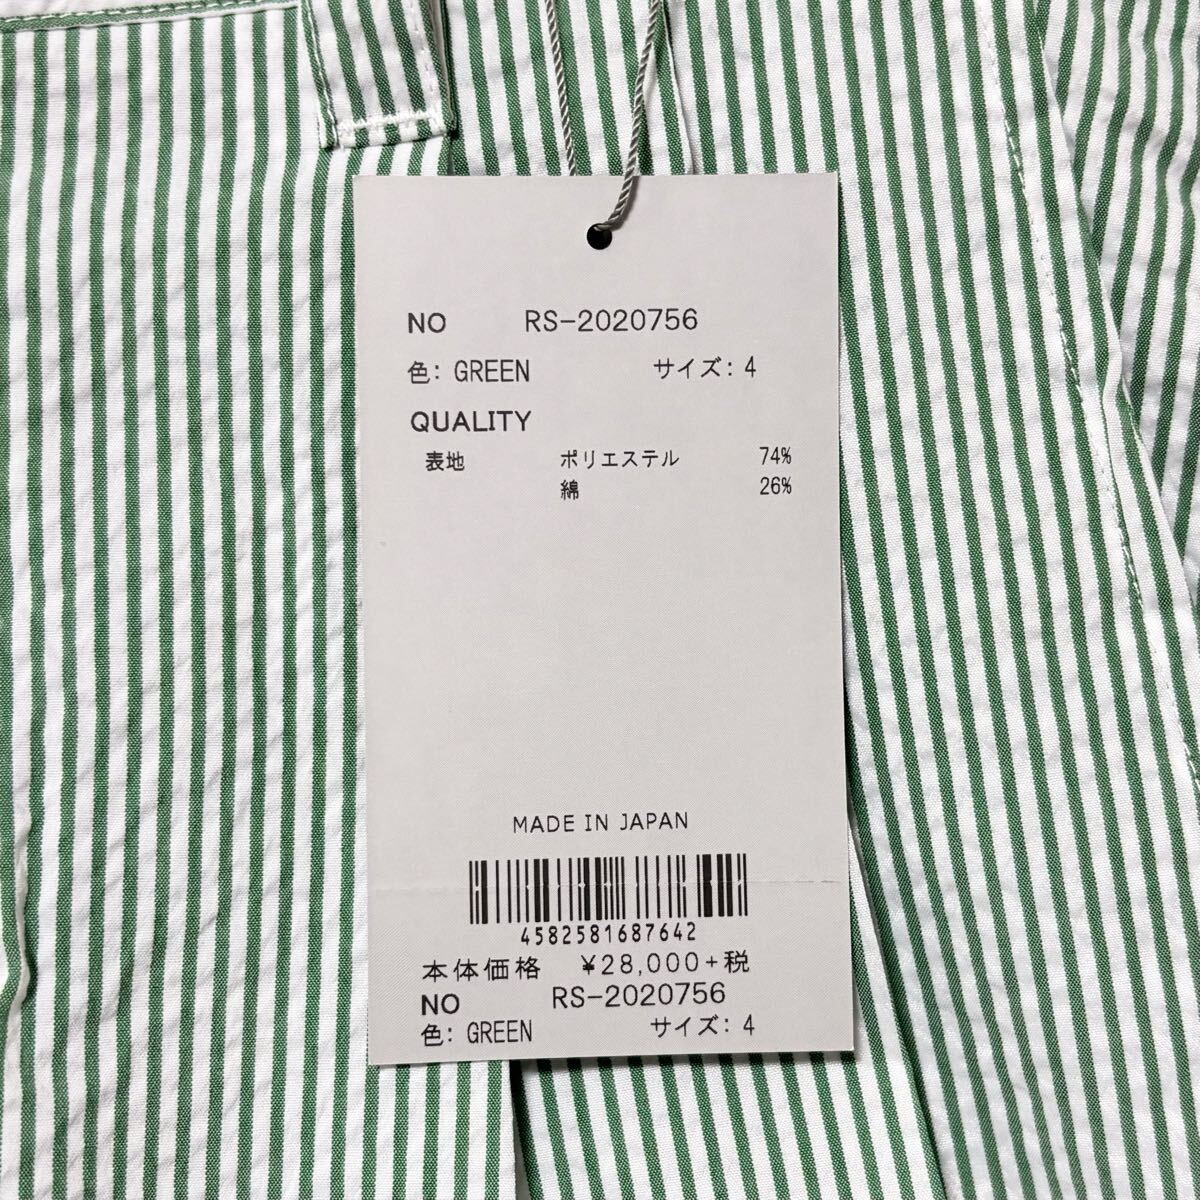 NO RS-2020756
色: GREEN サイズ: 4
QUALITY
表地 ポリエステル 74%
綿 26%
MADE IN JAPAN
4582581687642
本体価格 ¥28,000+税
NO RS-2020756
色: GREEN サイズ: 4